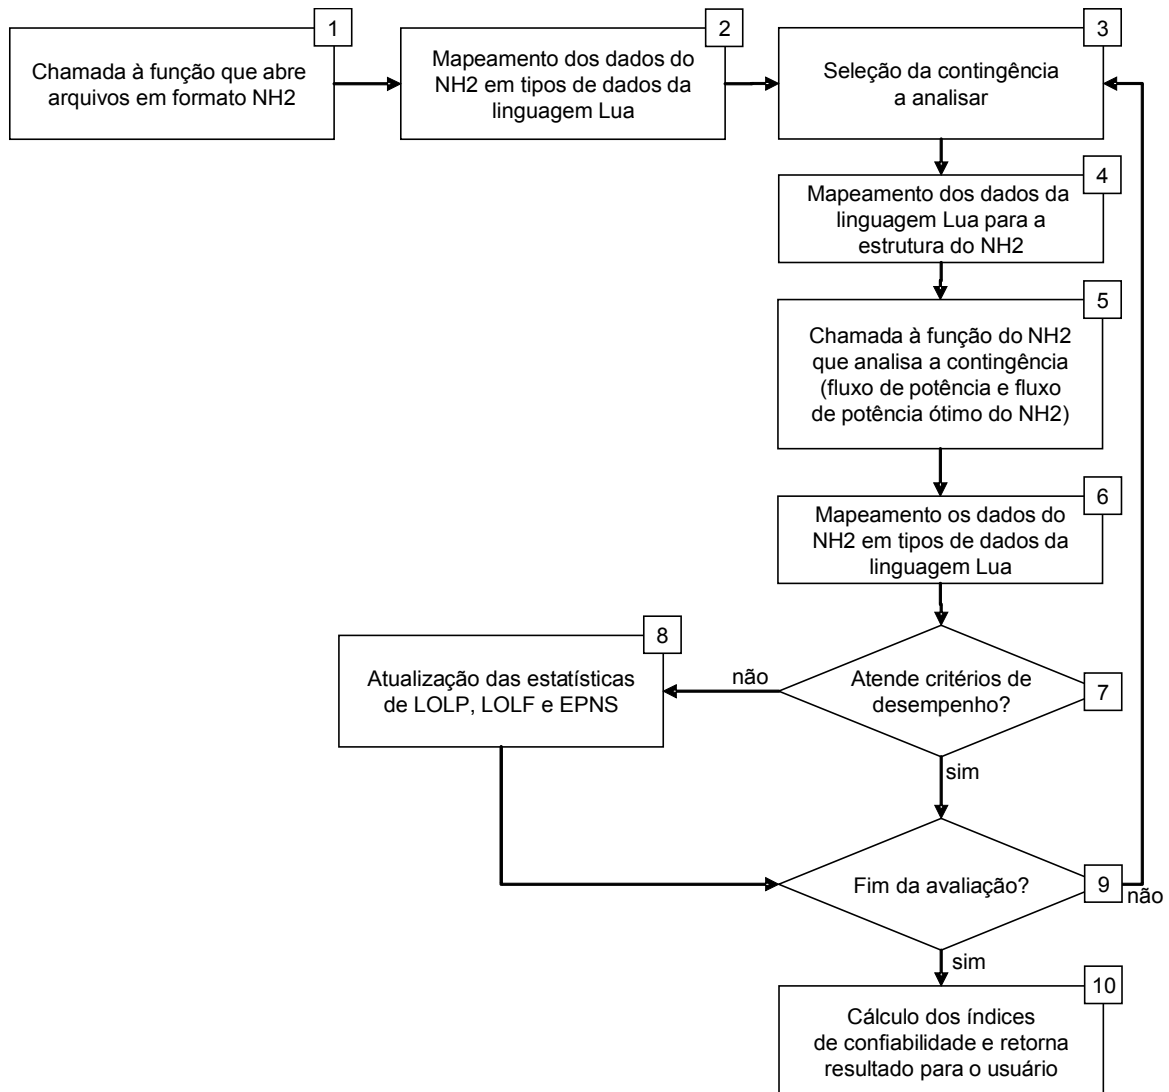 1
Chamada à função que abre
arquivos em formato NH2
2
Mapeamento dos dados do
NH2 em tipos de dados da
linguagem Lua
3
Seleção da contingência
a analisar
4
Mapeamento dos dados da
linguagem Lua para a
estrutura do NH2
5
Chamada à função do NH2
que analisa a contingência
(fluxo de potência e fluxo
de potência ótimo do NH2)
6
Mapeamento os dados do
NH2 em tipos de dados da
linguagem Lua
7
Atende critérios de
desempenho?
não
sim
8
Atualização das estatísticas
de LOLP, LOLF e EPNS
9
Fim da avaliação?
não
sim
10
Cálculo dos índices
de confiabilidade e retorna
resultado para o usuário